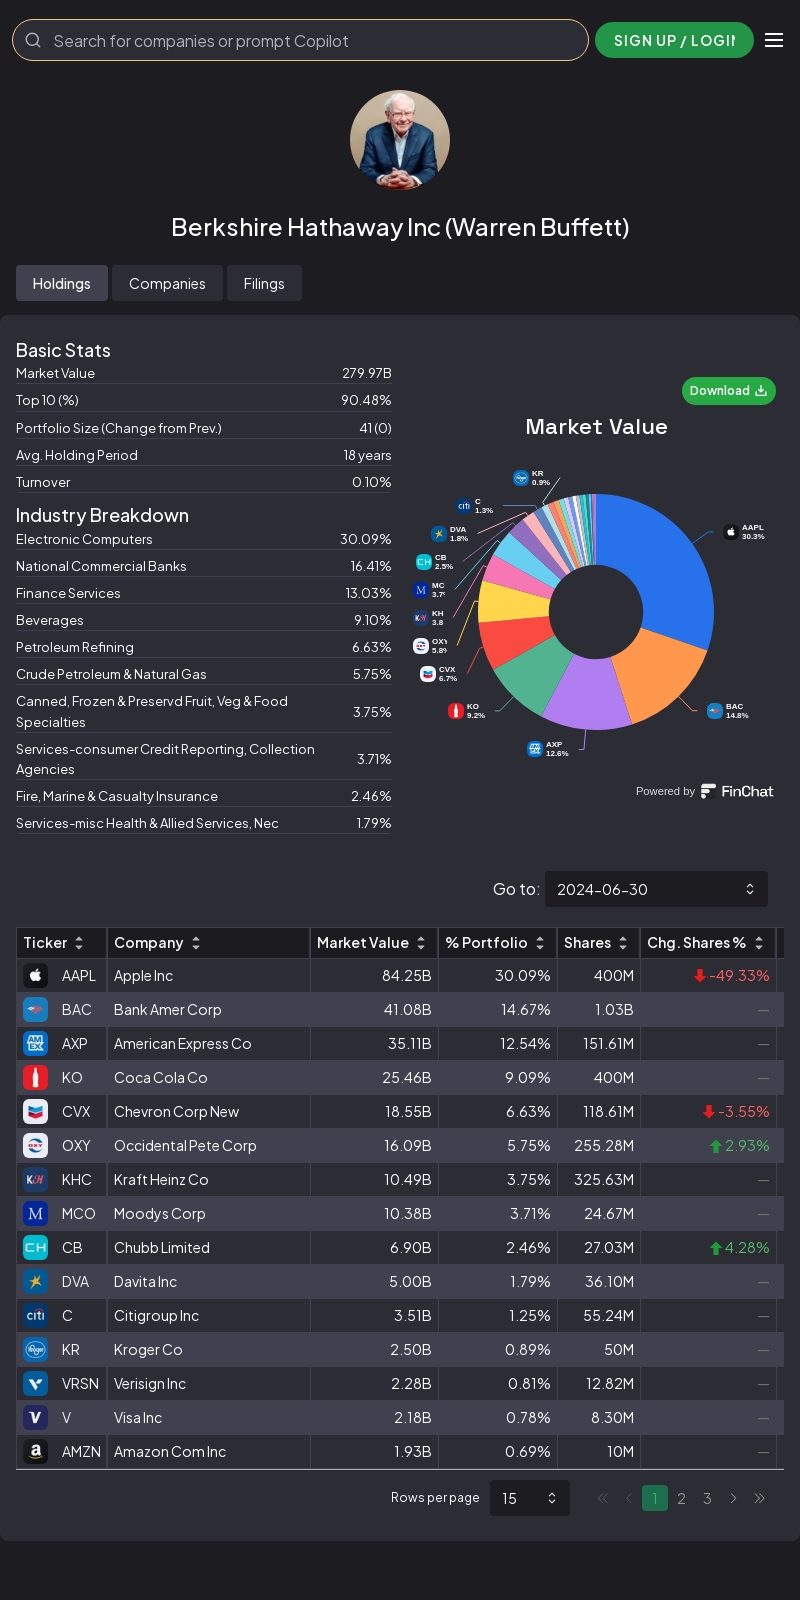 Search for companies or prompt Copilot
SIGN UP / LOGIN
Berkshire Hathaway Inc (Warren Buffett)
Holdings
Companies
Filings
Basic Stats
Market Value 279.97B
Top 10 (%) 90.48%
Portfolio Size (Change from Prev.) 41 (0)
Avg. Holding Period 18 years
Turnover 0.10%
Industry Breakdown
Electronic Computers 30.09%
National Commercial Banks 16.41%
Finance Services 13.03%
Beverages 9.10%
Petroleum Refining 6.63%
Crude Petroleum & Natural Gas 5.75%
Canned, Frozen & Preservd Fruit, Veg & Food
Specialties 3.75%
Services-consumer Credit Reporting, Collection
Agencies 3.71%
Fire, Marine & Casualty Insurance 2.46%
Services-misc Health & Allied Services, Nec 1.79%
Download
Market Value
KR
0.9%
C
1.3%
DVA
1.8%
CB
2.5%
MC
3.7
KH
3.8
OXY
5.8%
CVX
6.7%
KO
9.2%
AXP
12.6%
BAC
14.8%
AAPL
30.3%
Powered by FinChat
Go to: 2024-06-30
Ticker Company Market Value % Portfolio Shares Chg. Shares %
AAPL Apple Inc 84.25B 30.09% 400M -49.33%
BAC Bank Amer Corp 41.08B 14.67% 1.03B —
AXP American Express Co 35.11B 12.54% 151.61M —
KO Coca Cola Co 25.46B 9.09% 400M —
CVX Chevron Corp New 18.55B 6.63% 118.61M -3.55%
OXY Occidental Pete Corp 16.09B 5.75% 255.28M 2.93%
KHC Kraft Heinz Co 10.49B 3.75% 325.63M —
MCO Moodys Corp 10.38B 3.71% 24.67M —
CB Chubb Limited 6.90B 2.46% 27.03M 4.28%
DVA Davita Inc 5.00B 1.79% 36.10M —
C Citigroup Inc 3.51B 1.25% 55.24M —
KR Kroger Co 2.50B 0.89% 50M —
VRSN Verisign Inc 2.28B 0.81% 12.82M —
V Visa Inc 2.18B 0.78% 8.30M —
AMZN Amazon Com Inc 1.93B 0.69% 10M —
Rows per page 15 1 2 3